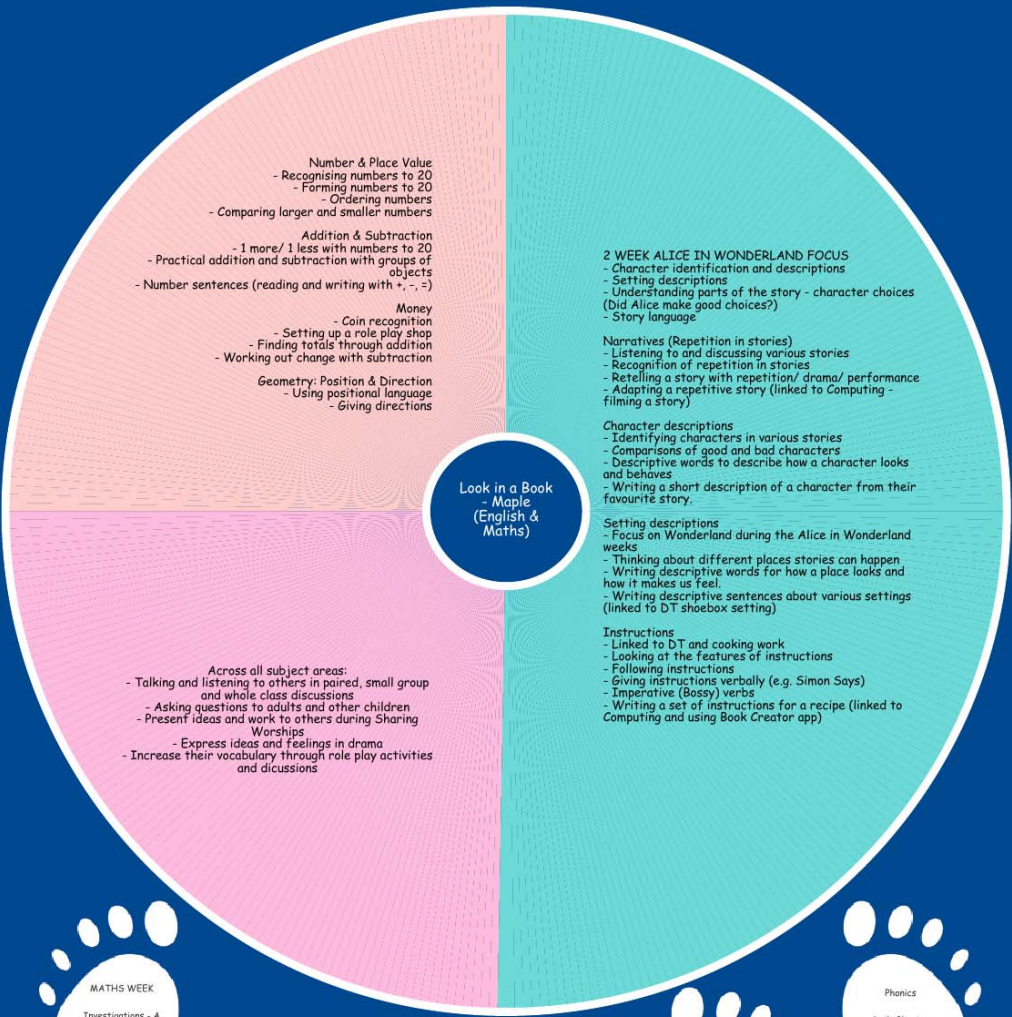 Number & Place Value
- Recognising numbers to 20
- Forming numbers to 20
- Ordering numbers
- Comparing larger and smaller numbers
Addition & Subtraction
- 1 more/ 1 less with numbers to 20
- Practical addition and subtraction with groups of
objects
- Number sentences (reading and writing with +, -, =)
Money
- Coin recognition
- Setting up a role play shop
- Finding totals through addition
- Working out change with subtraction
Geometry: Position & Direction
- Using positional language
- Giving directions
2 WEEK ALICE IN WONDERLAND FOCUS
- Character identification and descriptions
- Setting descriptions
- Understanding parts of the story - character choices
(Did Alice make good choices?)
- Story language
Narratives (Repetition in stories)
- Listening to and discussing various stories
- Recognition of repetition in stories
- Retelling a story with repetition/ drama/ performance
- Adapting a repetitive story (linked to Computing -
filming a story)
Character descriptions
- Identifying characters in various stories
- Comparisons of good and bad characters
- Descriptive words to describe how a character looks
and behaves
- Writing a short description of a character from their
favourite story.
Setting descriptions
- Focus on Wonderland during the Alice in Wonderland
weeks
- Thinking about different places stories can happen
- Writing descriptive words for how a place looks and
how it makes us feel.
- Writing descriptive sentences about various settings
(linked to DT shoebox setting)
Instructions
- Linked to DT and cooking work
- Looking at the features of instructions
- Following instructions
- Giving instructions verbally (e.g. Simon Says)
- Imperative (Bossy) verbs
- Writing a set of instructions for a recipe (linked to
Computing and using Book Creator app)
Look in a Book
- Maple
(English &
Maths)
Across all subject areas:
- Talking and listening to others in paired, small group
and whole class discussions
- Asking questions to adults and other children
- Present ideas and work to others during Sharing
Worships
- Express ideas and feelings in drama
- Increase their vocabulary through role play activities
and dicussions
MATHS WEEK
Investigations - A
Phonics